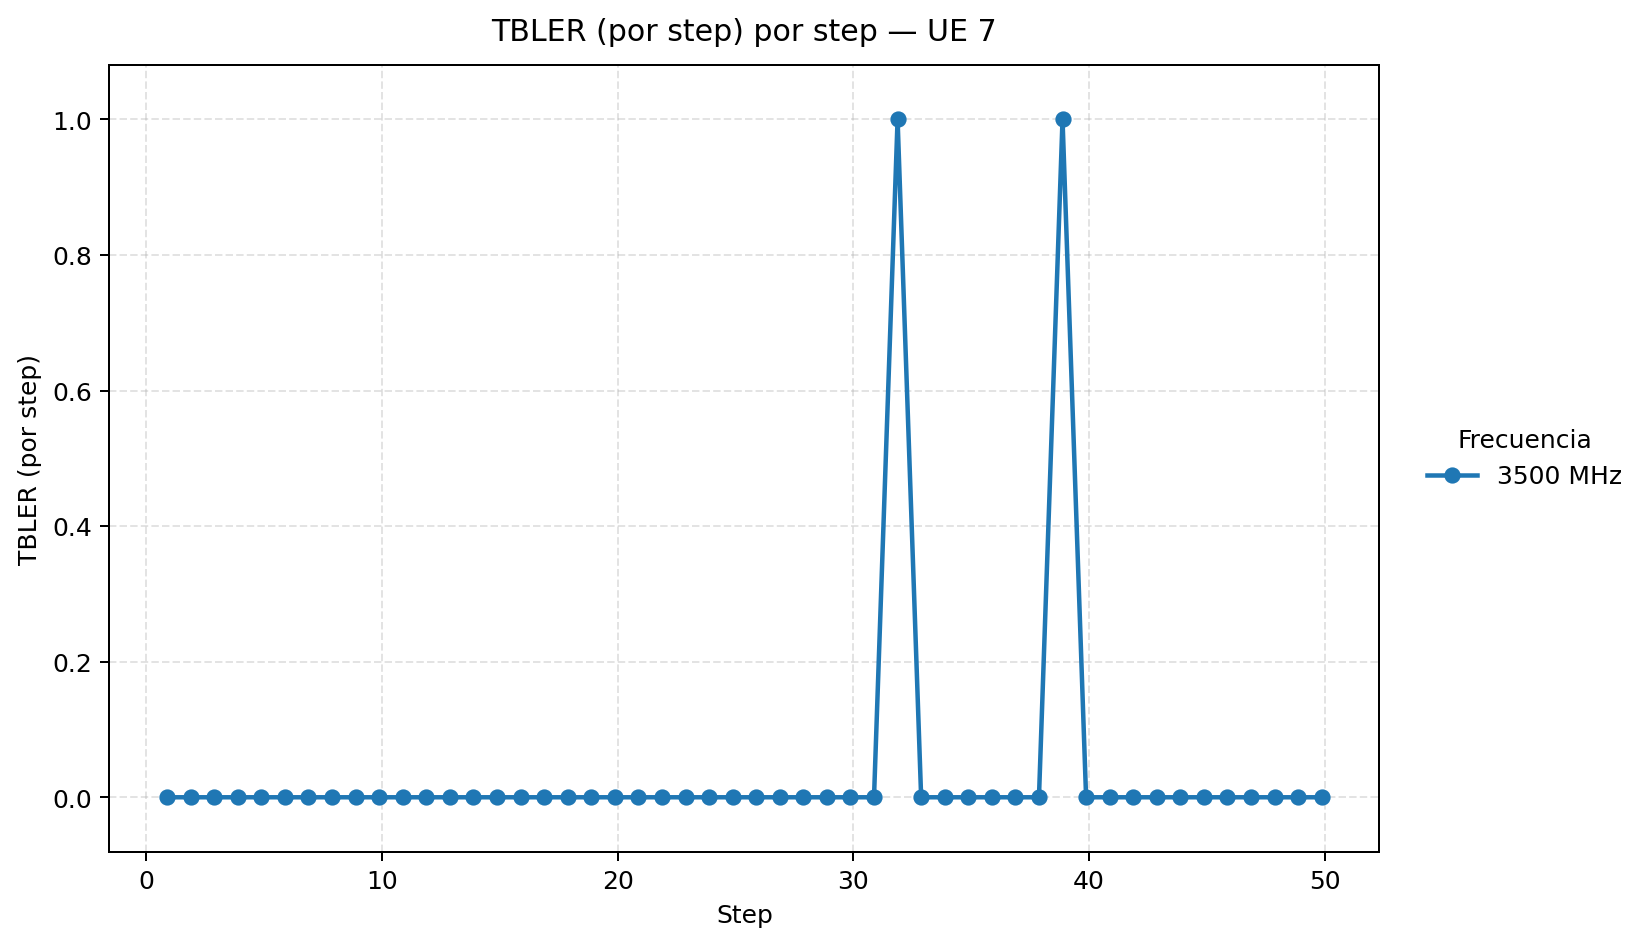 TBLER (por step) por step — UE 7
TBLER (por step)
1.0
0.8
0.6
0.4
0.2
0.0
0 10 20 30 40 50
Step
Frecuencia
3500 MHz